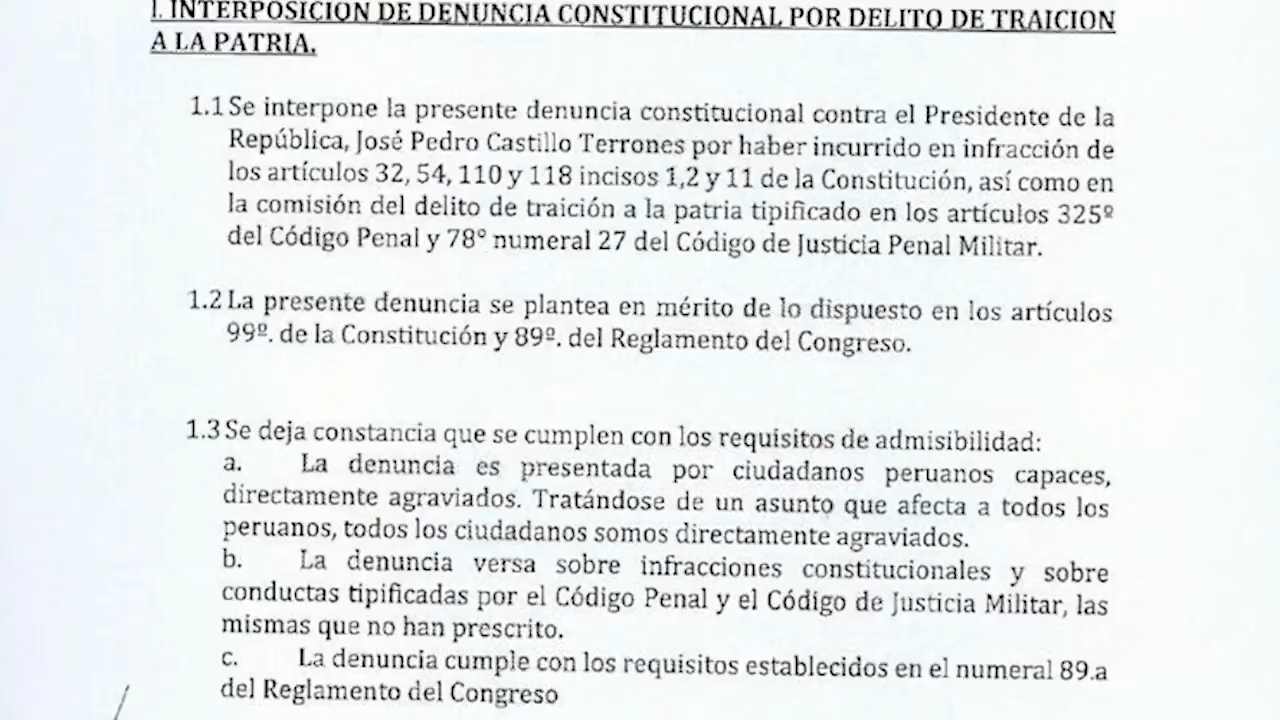 I. INTERPOSICION DE DENUNCIA CONSTITUCIONAL POR DELITO DE TRAICION
A LA PATRIA.
1.1 Se interpone la presente denuncia constitucional contra el Presidente de la
República, José Pedro Castillo Terrones por haber incurrido en infracción de
los artículos 32, 54, 110 y 118 incisos 1,2 y 11 de la Constitución, así como en
la comisión del delito de traición a la patria tipificado en los artículos 325º
del Código Penal y 78° numeral 27 del Código de Justicia Penal Militar.
1.2 La presente denuncia se plantea en mérito de lo dispuesto en los artículos
99º. de la Constitución y 89º. del Reglamento del Congreso.
1.3 Se deja constancia que se cumplen con los requisitos de admisibilidad:
a. La denuncia es presentada por ciudadanos peruanos capaces,
directamente agraviados. Tratándose de un asunto que afecta a todos los
peruanos, todos los ciudadanos somos directamente agraviados.
b. La denuncia versa sobre infracciones constitucionales y sobre
conductas tipificadas por el Código Penal y el Código de Justicia Militar, las
mismas que no han prescrito.
c. La denuncia cumple con los requisitos establecidos en el numeral 89.a
del Reglamento del Congreso